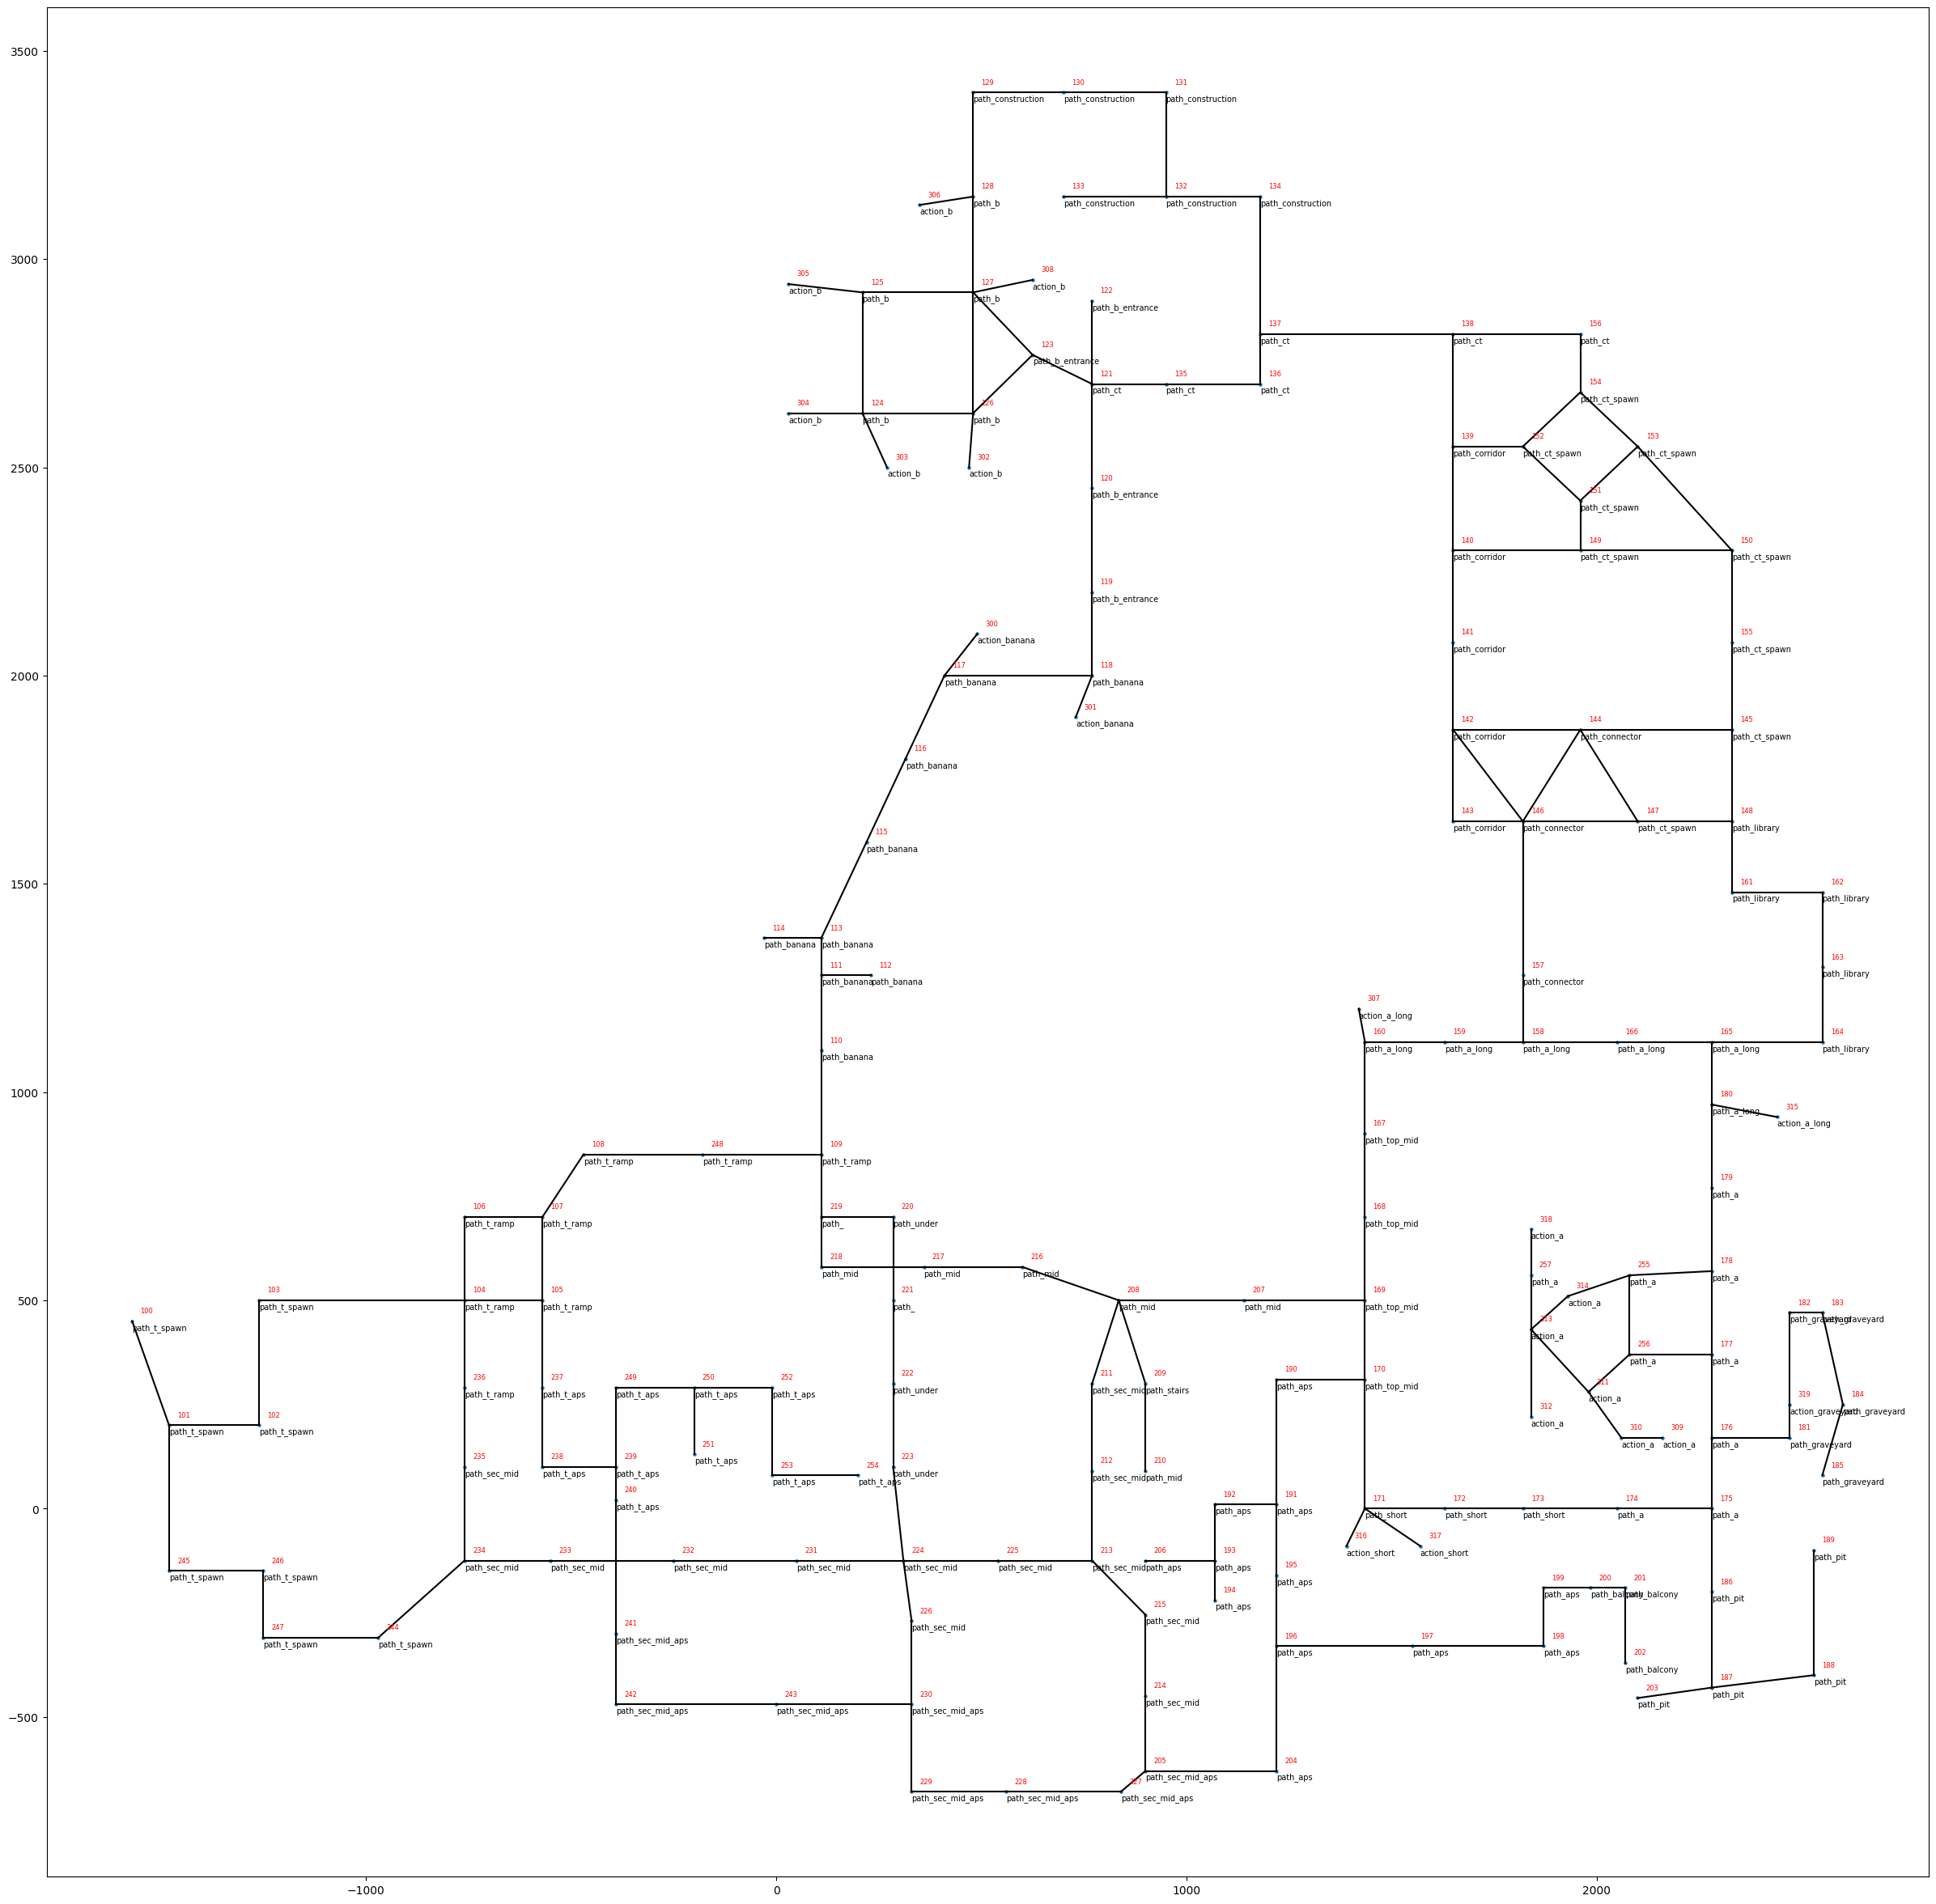 3500
129 130 131
path_construction path_construction path_construction
306 128 133 132 134
action_b path_b path_construction path_construction path_construction
3000
305 125 127 308 122
action_b path_b path_b action_b path_b_entrance
137 138 156
path_ct path_ct path_ct
123
path_b_entrance
121 135 136 154
path_ct path_ct path_ct path_ct_spawn
304 124 126
action_b path_b path_b
139 152 153
path_corridor path_ct_spawn path_ct_spawn
2500
303 302
action_b action_b
120 151
path_b_entrance path_ct_spawn
140 149 150
path_corridor path_ct_spawn path_ct_spawn
119
path_b_entrance
300 141 155
action_banana path_corridor path_ct_spawn
2000
117 118
path_banana path_banana
301
action_banana
142 144 145
path_corridor path_connector path_ct_spawn
116
path_banana
143 146 147 148
path_corridor path_connector path_ct_spawn path_library
115
path_banana
1500
161 162
path_library path_library
114 113
path_banana path_banana
163
path_library
111 112 157
path_banana path_banana path_connector
307
action_a_long
110 160 159 158 166 165 164
path_banana path_a_long path_a_long path_a_long path_a_long path_a_long path_library
1000
180 315
path_a_long action_a_long
167
path_top_mid
108 248 109
path_t_ramp path_t_ramp path_t_ramp
179
path_a
106 107 219 220 168
path_t_ramp path_t_ramp path_ path_under path_top_mid
318
action_a
218 217 216 257 255 178
path_mid path_mid path_mid path_a path_a path_a
500
103 104 105 221 208 207 169 314
path_t_spawn path_t_ramp path_t_ramp path_ path_mid path_mid path_top_mid action_a
182 183
path_graveyard path_graveyard
100 313
path_t_spawn action_a
256 177
path_a path_a
236 237 249 250 252 222 211 209 190 170 311
path_t_ramp path_t_aps path_t_aps path_t_aps path_t_aps path_under path_sec_mid path_stairs path_aps path_top_mid action_a
319 184
action_graveyard path_graveyard
101 102 312
path_t_spawn path_t_spawn action_a
251 310 309 176 181
path_t_aps action_a action_a path_a path_graveyard
235 238 239 253 254 223 212 210 185
path_sec_mid path_t_aps path_t_aps path_t_aps path_t_aps path_under path_sec_mid path_mid path_graveyard
0
240 192 191 171 172 173 174 175
path_t_aps path_aps path_aps path_short path_short path_short path_a path_a
316 317 189
action_short action_short path_pit
245 246 234 233 232 231 224 225 213 206 193 195
path_t_spawn path_t_spawn path_sec_mid path_sec_mid path_sec_mid path_sec_mid path_sec_mid path_sec_mid path_sec_mid path_aps path_aps path_aps
194 199 200 201 186
path_aps path_aps path_balcony path_balcony path_pit
247 244 241 226 215 196 197 198
path_t_spawn path_t_spawn path_sec_mid_aps path_sec_mid path_sec_mid path_aps path_aps path_aps
202 187 188
path_balcony path_pit path_pit
242 243 230 214 203
path_sec_mid_aps path_sec_mid_aps path_sec_mid_aps path_sec_mid path_pit
−500
205 204
path_sec_mid_aps path_aps
229 228 227
path_sec_mid_aps path_sec_mid_aps path_sec_mid_aps
−1000 0 1000 2000